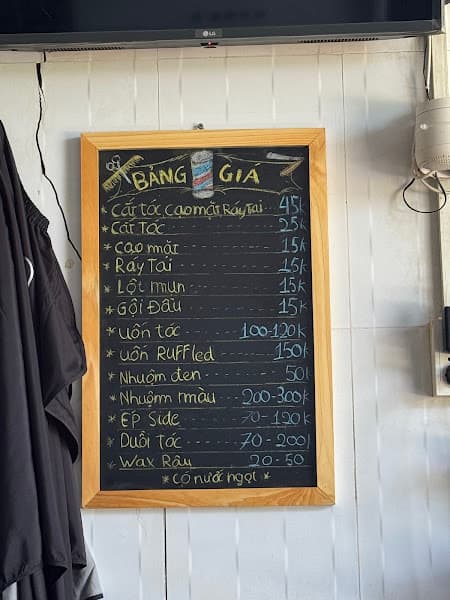 LG
BẢNG GIÁ
* Cắt tóc cạo mặt Ráy Tai 45k
* Cắt Tóc 25k
* Cạo mặt 15k
* Ráy Tai 15k
* Lột mụn 15k
* Gội Đầu 15k
* Uốn tóc 100-120k
* Uốn Ruffled 150k
* Nhuộm đen 50k
* Nhuộm màu 200-300k
* Ép Side 70-120k
* Duỗi Tóc 70-200k
* Wax Râu 20-50
* Có nước ngọt *